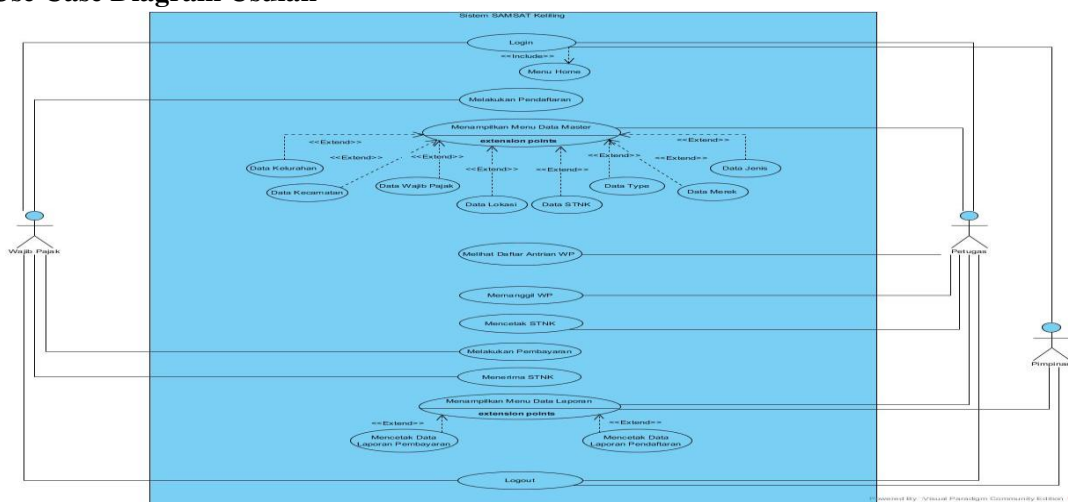 Use Case Diagram Usulan
Sistem SAMSAT Keliling
Login
<<Include>>
Menu Home
Melakukan Pendaftaran
Menampilkan Menu Data Master
extension points
<<Extend>>
<<Extend>>
<<Extend>>
<<Extend>>
<<Extend>>
<<Extend>>
<<Extend>>
<<Extend>>
Data Kelurahan
Data Kecamatan
Data Wajib Pajak
Data Lokasi
Data STNK
Data Type
Data Merek
Data Jenis
Wajib Pajak
Petugas
Melihat Daftar Antrian WP
Memanggil WP
Mencetak STNK
Melakukan Pembayaran
Pimpinan
Menerima STNK
Menampilkan Menu Data Laporan
extension points
<<Extend>>
<<Extend>>
Mencetak Data
Laporan Pembayaran
Mencetak Data
Laporan Pendaftaran
Logout
Powered By Visual Paradigm Community Edition